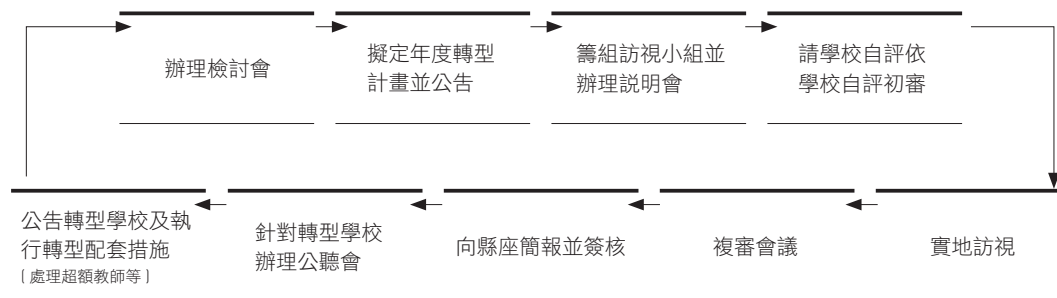 辦理檢討會
擬定年度轉型
計畫並公告
籌組訪視小組並
辦理說明會
請學校自評依
學校自評初審
公告轉型學校及執
行轉型配套措施
（處理超額教師等）
針對轉型學校
辦理公聽會
向縣座簡報並簽核
複審會議
實地訪視